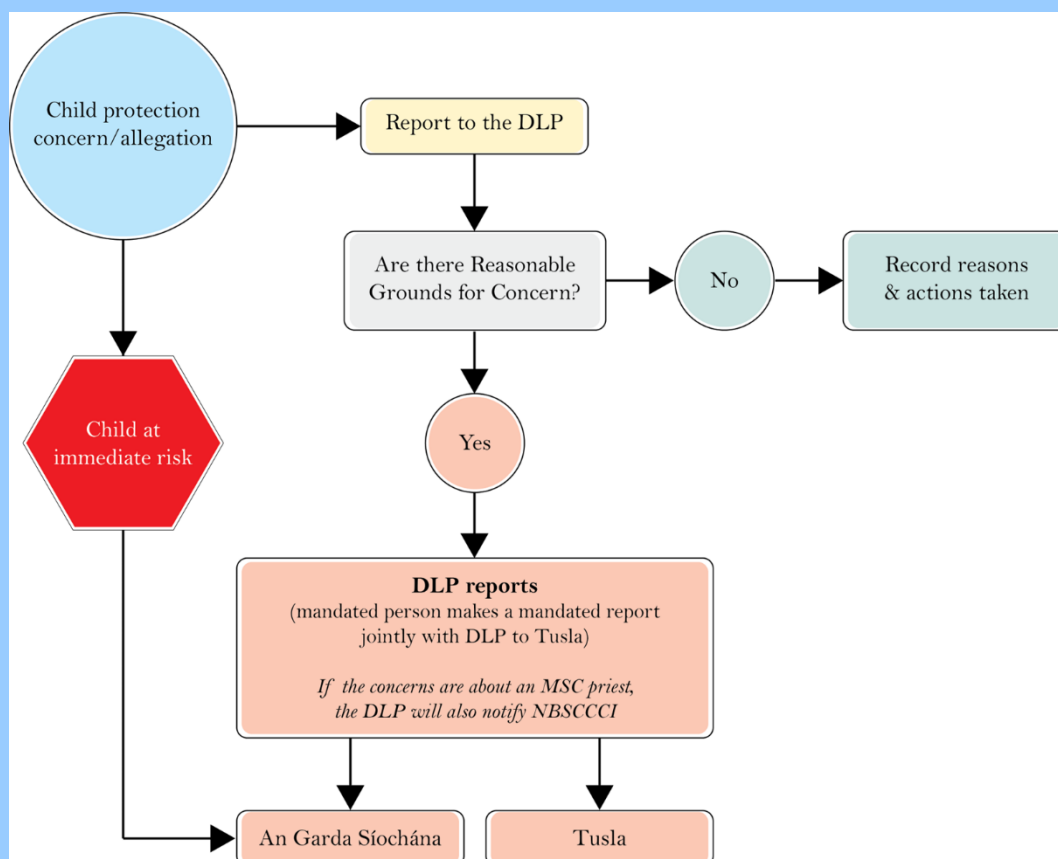 Child protection
concern/allegation
Report to the DLP
Are there Reasonable
Grounds for Concern?
No
Record reasons
& actions taken
Child at
immediate risk
Yes
DLP reports
(mandated person makes a mandated report
jointly with DLP to Tusla)
If the concerns are about an MSC priest,
the DLP will also notify NBSCCCI
An Garda Síochána
Tusla